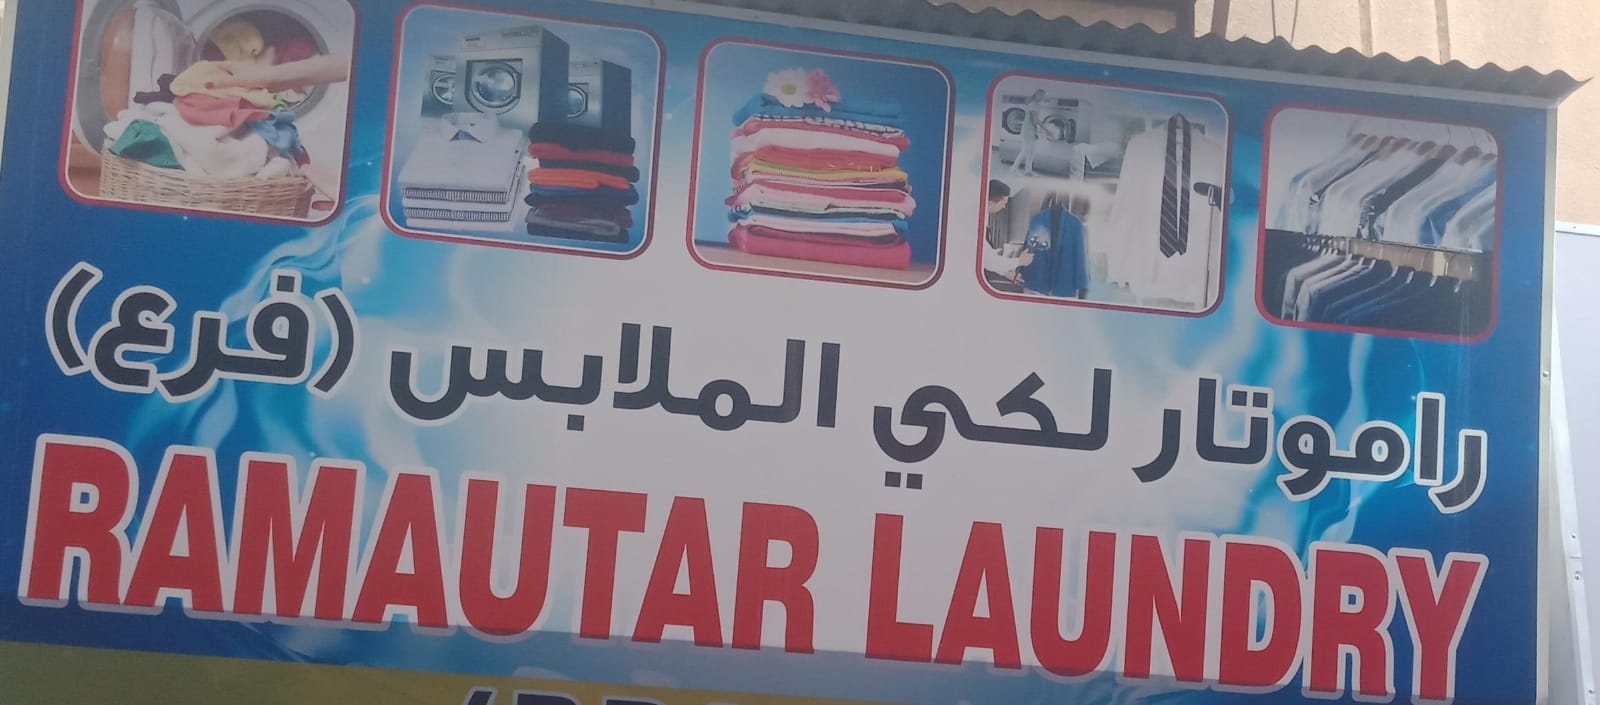 راموتار لكي الملابس (فرع)
RAMAUTAR LAUNDRY